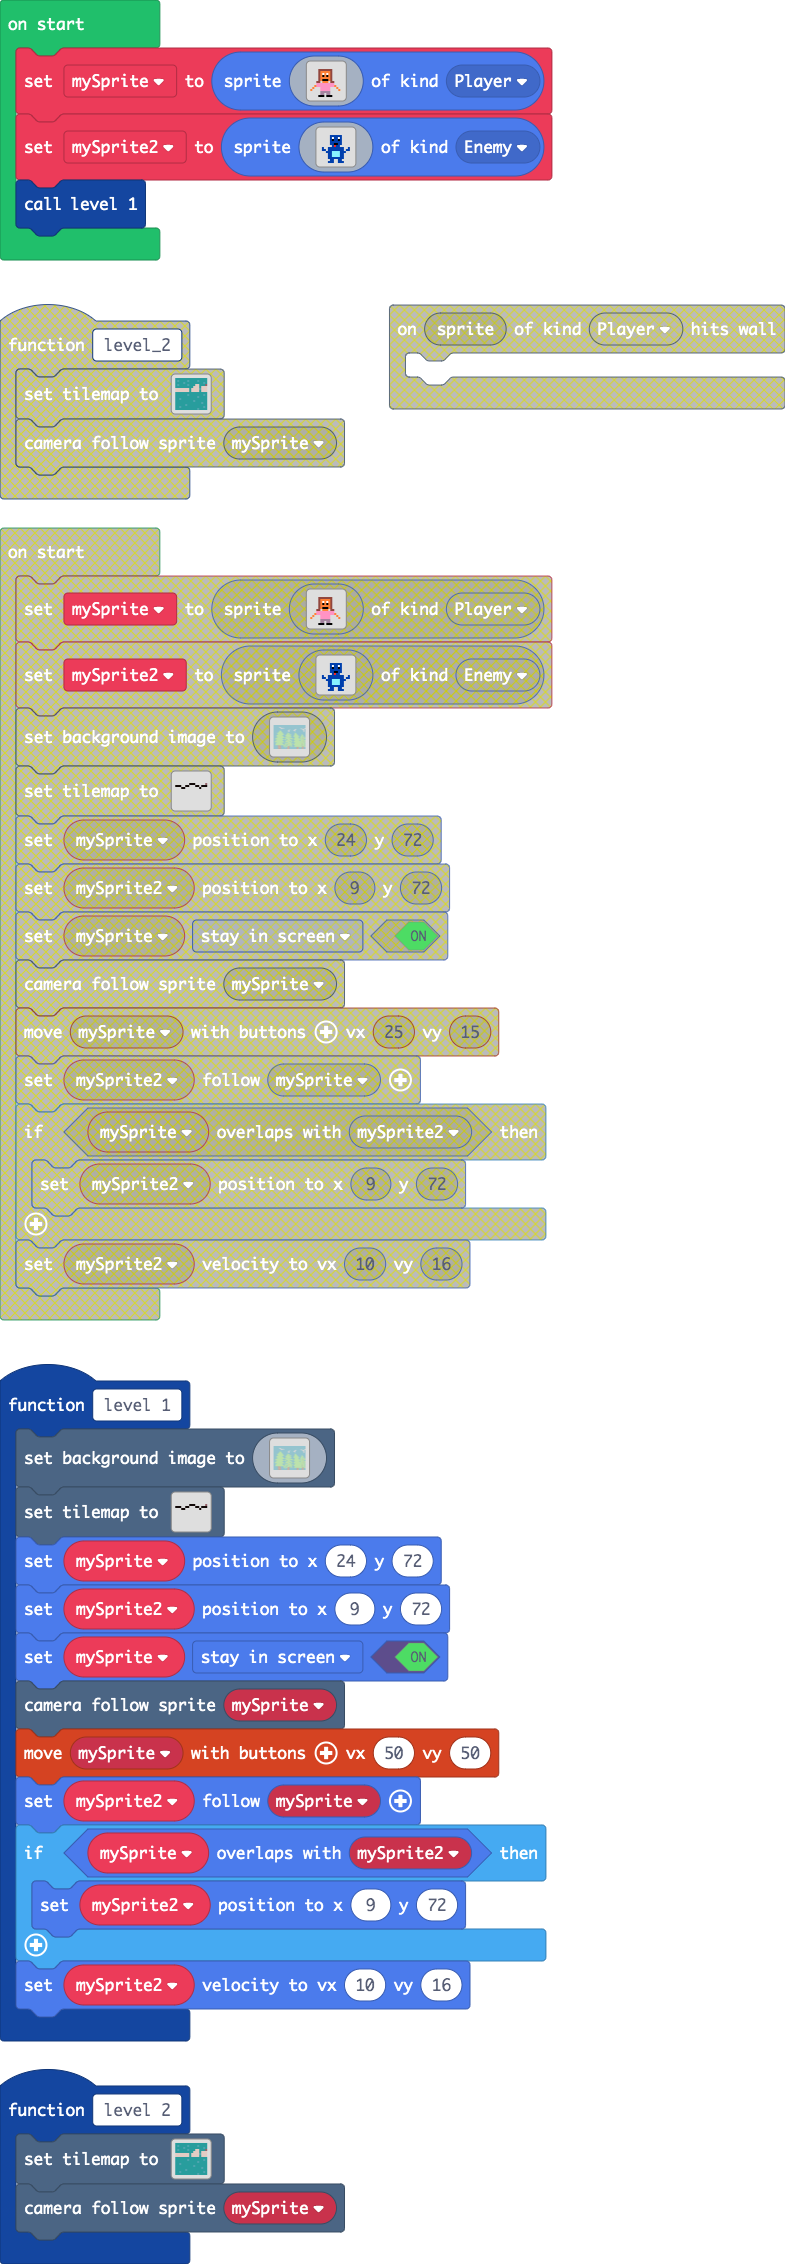 on start
set mySprite to sprite of kind Player
set mySprite2 to sprite of kind Enemy
call level 1
function level_2
set tilemap to
camera follow sprite mySprite
on sprite of kind Player hits wall
on start
set mySprite to sprite of kind Player
set mySprite2 to sprite of kind Enemy
set background image to
set tilemap to
set mySprite position to x 24 y 72
set mySprite2 position to x 9 y 72
set mySprite stay in screen ON
camera follow sprite mySprite
move mySprite with buttons vx 25 vy 15
set mySprite2 follow mySprite
if mySprite overlaps with mySprite2 then
set mySprite2 position to x 9 y 72
set mySprite2 velocity to vx 10 vy 16
function level 1
set background image to
set tilemap to
set mySprite position to x 24 y 72
set mySprite2 position to x 9 y 72
set mySprite stay in screen ON
camera follow sprite mySprite
move mySprite with buttons vx 50 vy 50
set mySprite2 follow mySprite
if mySprite overlaps with mySprite2 then
set mySprite2 position to x 9 y 72
set mySprite2 velocity to vx 10 vy 16
function level 2
set tilemap to
camera follow sprite mySprite